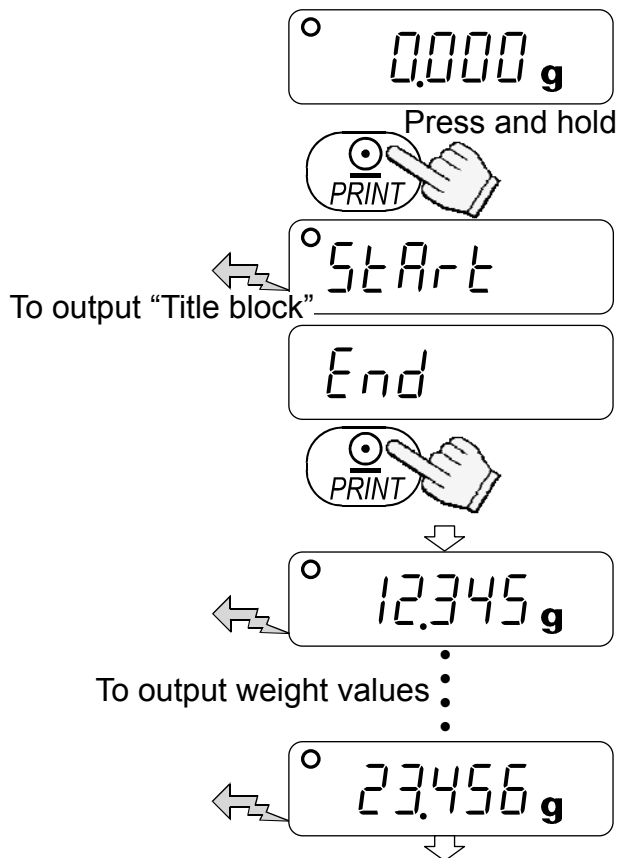 0.000 g
Press and hold
PRINT
StArt
To output “Title block”
End
PRINT
12.345 g
To output weight values
23.456 g